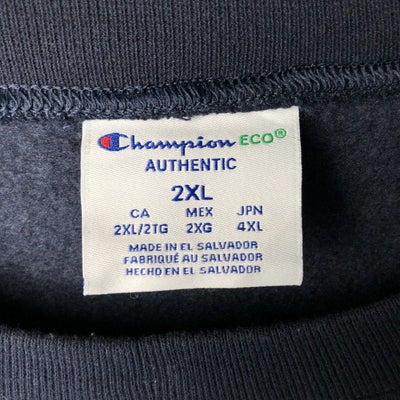 Champion ECO®
AUTHENTIC
2XL
CA MEX JPN
2XL/2TG 2XG 4XL
MADE IN EL SALVADOR
FABRIQUÉ AU SALVADOR
HECHO EN EL SALVADOR